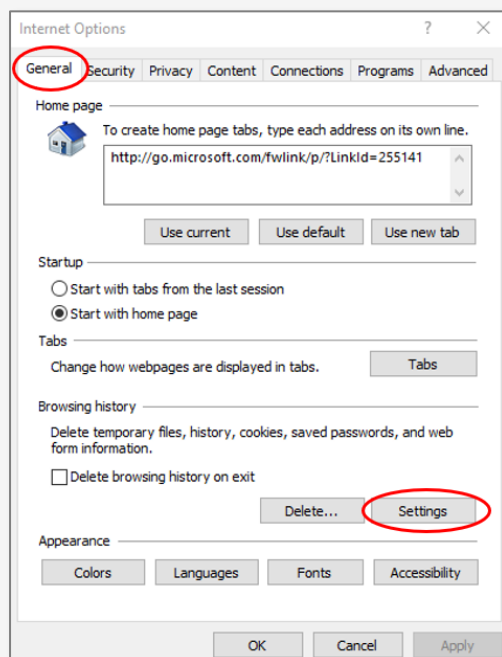 Internet Options
General Security Privacy Content Connections Programs Advanced
Home page
To create home page tabs, type each address on its own line.
http://go.microsoft.com/fwlink/p/?LinkId=255141
Use current Use default Use new tab
Startup
Start with tabs from the last session
Start with home page
Tabs
Change how webpages are displayed in tabs. Tabs
Browsing history
Delete temporary files, history, cookies, saved passwords, and web
form information.
Delete browsing history on exit
Delete... Settings
Appearance
Colors Languages Fonts Accessibility
OK Cancel Apply